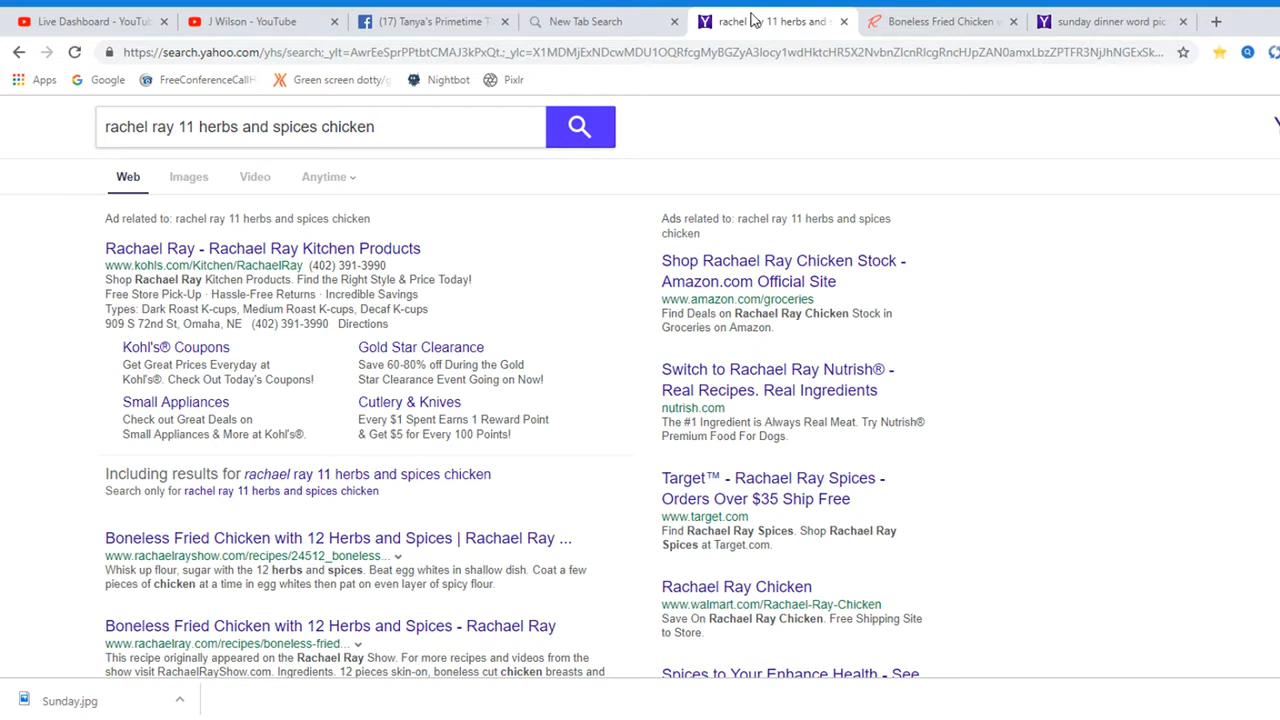 Live Dashboard - YouTu
J Wilson - YouTube
(17) Tanya's Primetime T
New Tab Search
rachel ray 11 herbs and
Boneless Fried Chicken w
sunday dinner word pic
https://search.yahoo.com/yhs/search;_ylt=
Apps
Google
FreeConferenceCallH
Green screen dotty/g
Nightbot
Pixlr
rachel ray 11 herbs and spices chicken
Web
Images
Video
Anytime
Ad related to: rachel ray 11 herbs and spices chicken
Rachael Ray - Rachael Ray Kitchen Products
www.kohls.com/Kitchen/RachaelRay (402) 391-3990
Shop Rachael Ray Kitchen Products. Find the Right Style & Price Today!
Free Store Pick-Up · Hassle-Free Returns · Incredible Savings
Types: Dark Roast K-cups, Medium Roast K-cups, Decaf K-cups
909 S 72nd St, Omaha, NE (402) 391-3990 Directions
Kohl's® Coupons
Get Great Prices Everyday at
Kohl's®. Check Out Today's Coupons!
Gold Star Clearance
Save 60-80% off During the Gold
Star Clearance Event Going on Now!
Small Appliances
Check out Great Deals on
Small Appliances & More at Kohl's®.
Cutlery & Knives
Every $1 Spent Earns 1 Reward Point
& Get $5 for Every 100 Points!
Including results for rachael ray 11 herbs and spices chicken
Search only for rachel ray 11 herbs and spices chicken
Boneless Fried Chicken with 12 Herbs and Spices | Rachael Ray ...
www.rachaelrayshow.com/recipes/24512_boneless...
Whisk up flour, sugar with the 12 herbs and spices. Beat egg whites in shallow dish. Coat a few
pieces of chicken at a time in egg whites then pat on even layer of spicy flour.
Boneless Fried Chicken with 12 Herbs and Spices - Rachael Ray
www.rachaelray.com/recipes/boneless-fried...
This recipe originally appeared on the Rachael Ray Show. For more recipes and videos from the
show visit RachaelRayShow.com. Ingredients. 12 pieces skin-on, boneless cut chicken breasts and
Ads related to: rachel ray 11 herbs and spices
chicken
Shop Rachael Ray Chicken Stock -
Amazon.com Official Site
www.amazon.com/groceries
Find Deals on Rachael Ray Chicken Stock in
Groceries on Amazon.
Switch to Rachael Ray Nutrish® -
Real Recipes. Real Ingredients
nutrish.com
The #1 Ingredient is Always Real Meat. Try Nutrish®
Premium Food For Dogs.
Target™ - Rachael Ray Spices -
Orders Over $35 Ship Free
www.target.com
Find Rachael Ray Spices. Shop Rachael Ray
Spices at Target.com.
Rachael Ray Chicken
www.walmart.com/Rachael-Ray-Chicken
Save On Rachael Ray Chicken. Free Shipping Site
to Store.
Spices to Your Enhance Health - See
Sunday.jpg